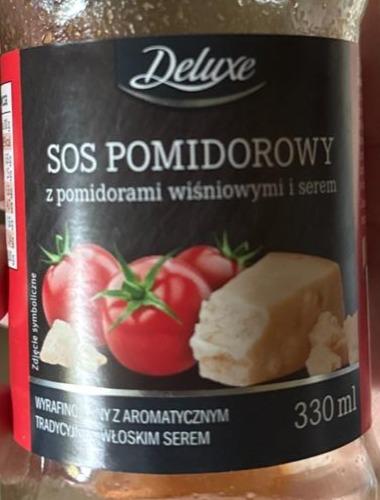 Deluxe
SOS POMIDOROWY
z pomidorami wiśniowymi i serem
Zdjęcie symboliczne
Z AROMATYCZNYM
WŁOSKIM SEREM
330 ml